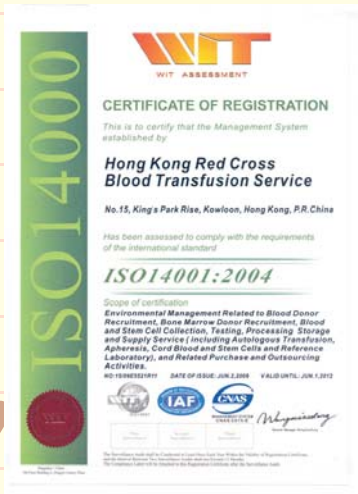 WIT
WIT ASSESSMENT
ISO14000
CERTIFICATE OF REGISTRATION
This is to certify that the Management System
established by
Hong Kong Red Cross
Blood Transfusion Service
No.15, King's Park Rise, Kowloon, Hong Kong, P.R.China
Has been assessed to comply with the requirements
of the international standard
ISO14001:2004
Scope of certification
Environmental Management Related to Blood Donor
Recruitment, Bone Marrow Donor Recruitment, Blood
and Stem Cell Collection, Testing, Processing Storage
and Supply Service ( including Autologous Transfusion,
Apheresis, Cord Blood and Stem Cells and Reference
Laboratory), and Related Purchase and Outsourcing
Activities.
DATE OF ISSUE: JUN.2,2009 VALID UNTIL: JUN.1,2012
WIT
IAF
CNAS